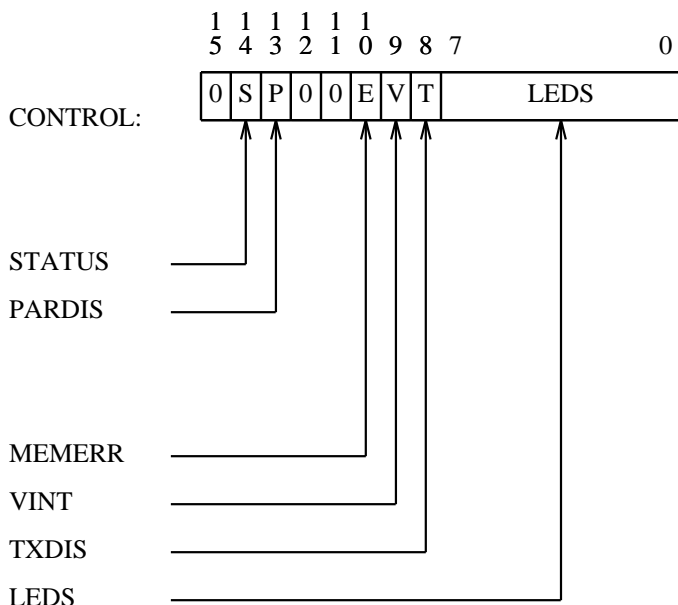 1 1 1 1 1 1
5 4 3 2 1 0 9 8 7 0
CONTROL: 0 S P 0 0 E V T LEDS
STATUS
PARDIS
MEMERR
VINT
TXDIS
LEDS